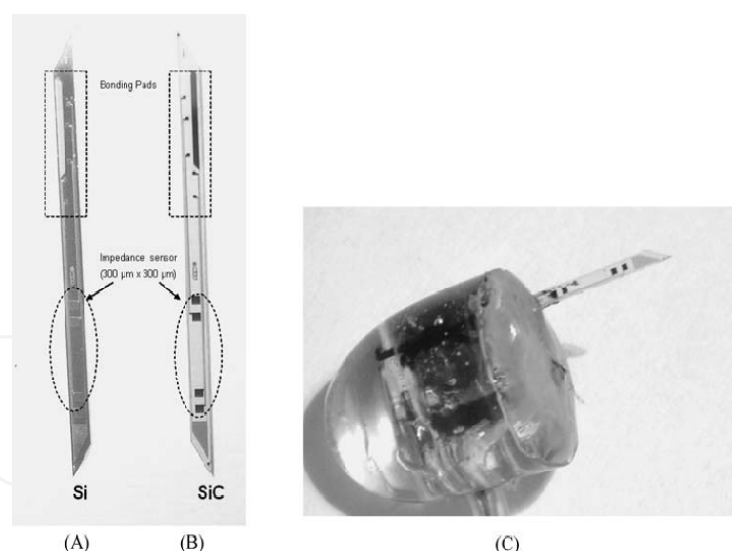 Bonding Pads
Impedance sensor
(300 µm x 300 µm)
Si
SiC
(A)
(B)
(C)